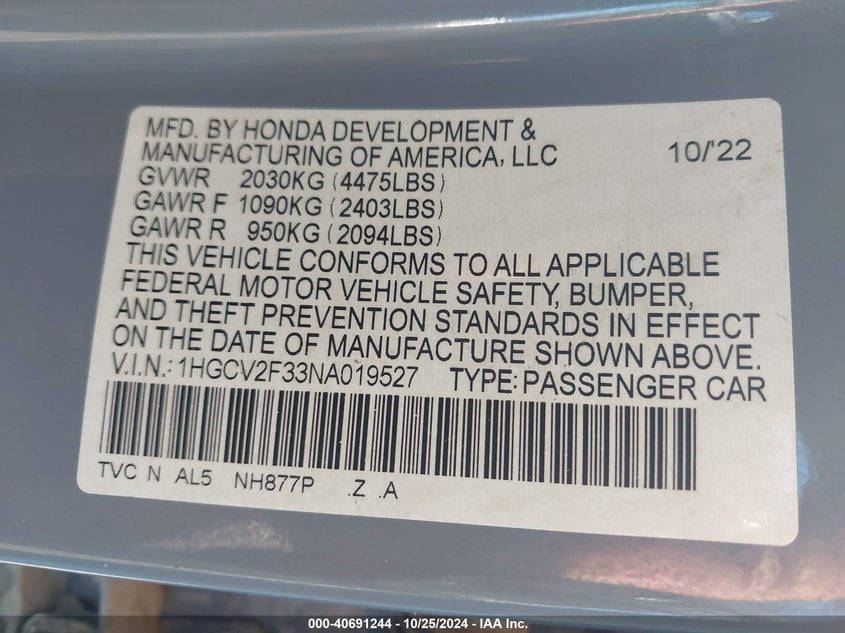 MFD. BY HONDA DEVELOPMENT &
MANUFACTURING OF AMERICA, LLC 10/'22
GVWR 2030KG (4475LBS)
GAWR F 1090KG (2403LBS)
GAWR R 950KG (2094LBS)
THIS VEHICLE CONFORMS TO ALL APPLICABLE
FEDERAL MOTOR VEHICLE SAFETY, BUMPER,
AND THEFT PREVENTION STANDARDS IN EFFECT
ON THE DATE OF MANUFACTURE SHOWN ABOVE.
V.I.N.: 1HGCV2F33NA019527 TYPE: PASSENGER CAR
TVC N AL5 NH877P .Z .A
000-40691244 - 10/25/2024 - IAA Inc.